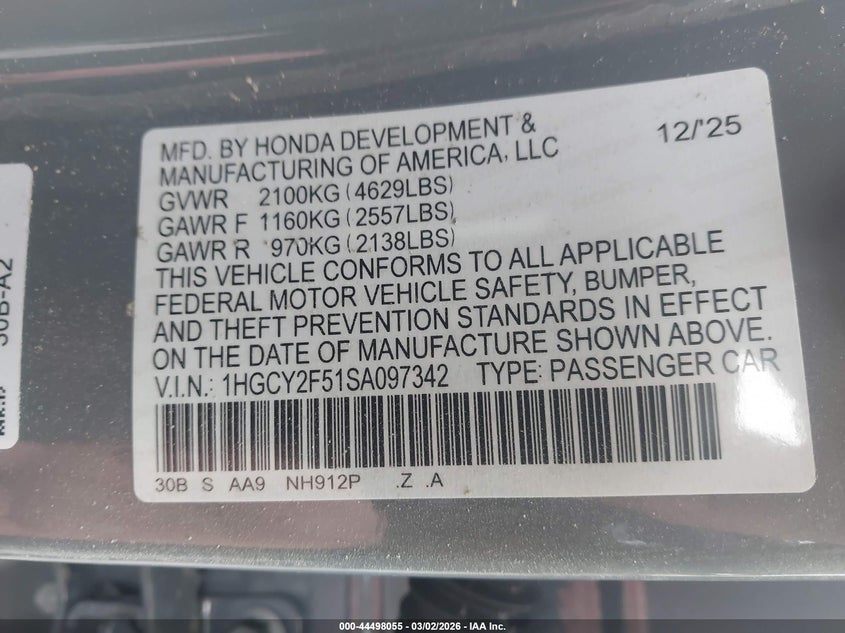 MFD. BY HONDA DEVELOPMENT & 12/'25
MANUFACTURING OF AMERICA, LLC
GVWR 2100KG (4629LBS)
GAWR F 1160KG (2557LBS)
GAWR R 970KG (2138LBS)
THIS VEHICLE CONFORMS TO ALL APPLICABLE
FEDERAL MOTOR VEHICLE SAFETY, BUMPER,
AND THEFT PREVENTION STANDARDS IN EFFECT
ON THE DATE OF MANUFACTURE SHOWN ABOVE.
V.I.N.: 1HGCY2F51SA097342 TYPE: PASSENGER CAR
30B S AA9 NH912P .Z .A
30B-A2
000-44498055 — 03/02/2026 — IAA Inc.